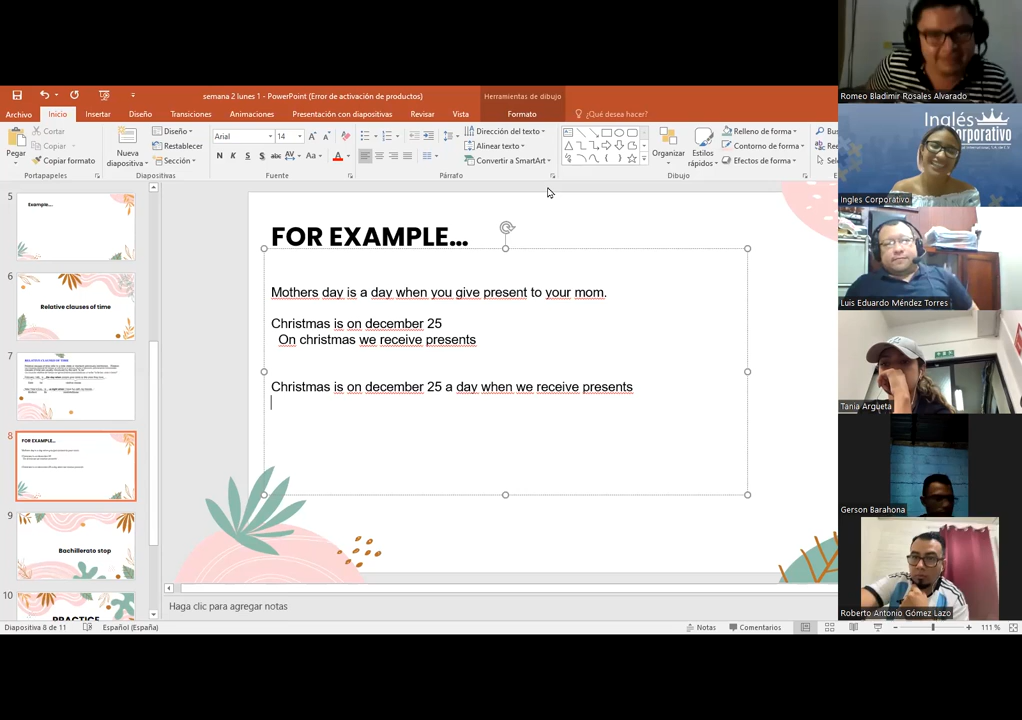 semana 2 lunes 1 - PowerPoint (Error de activación de productos)
Herramientas de dibujo
Archivo
Inicio
Insertar
Diseño
Transiciones
Animaciones
Presentación con diapositivas
Revisar
Vista
Formato
¿Qué desea hacer?
Pegar
Cortar
Copiar
Copiar formato
Portapapeles
Nueva diapositiva
Diseño
Restablecer
Sección
Diapositivas
Arial
14
N K S abc AV Aa A
Fuente
Párrafo
Dirección del texto
Alinear texto
Convertir a SmartArt
Organizar
Estilos rápidos
Relleno de forma
Contorno de forma
Efectos de forma
Dibujo
Bus
Ree
Sele
5
Example...
6
Relative clauses of time
7
RELATIVE CLAUSES OF TIME
8
FOR EXAMPLE...
9
Bachillerato stop
10
PRACTICE
FOR EXAMPLE...
Mothers day is a day when you give present to your mom.
Christmas is on december 25
On christmas we receive presents
Christmas is on december 25 a day when we receive presents
Haga clic para agregar notas
Diapositiva 8 de 11
Español (España)
Notas
Comentarios
111 %
Romeo Bladimir Rosales Alvarado
Inglés
Corporativo
Ingles Corporativo
Luis Eduardo Méndez Torres
Tania Argueta
Gerson Barahona
Roberto Antonio Gómez Lazo